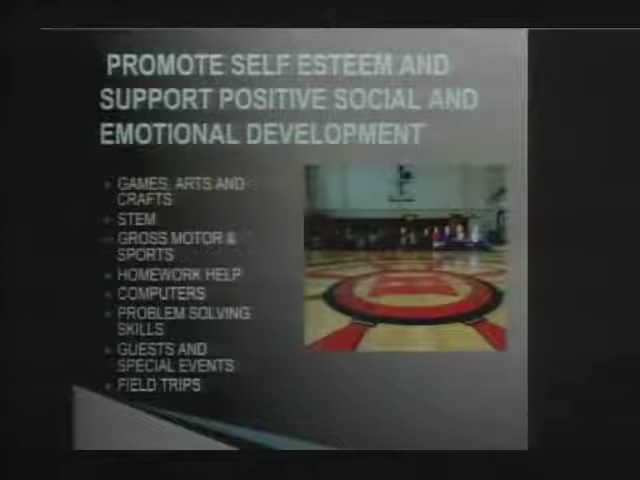 PROMOTE SELF ESTEEM AND
SUPPORT POSITIVE SOCIAL AND
EMOTIONAL DEVELOPMENT
GAMES, ARTS AND
CRAFTS
STEM
GROSS MOTOR &
SPORTS
HOMEWORK HELP
COMPUTERS
PROBLEM SOLVING
SKILLS
GUESTS AND
SPECIAL EVENTS
FIELD TRIPS